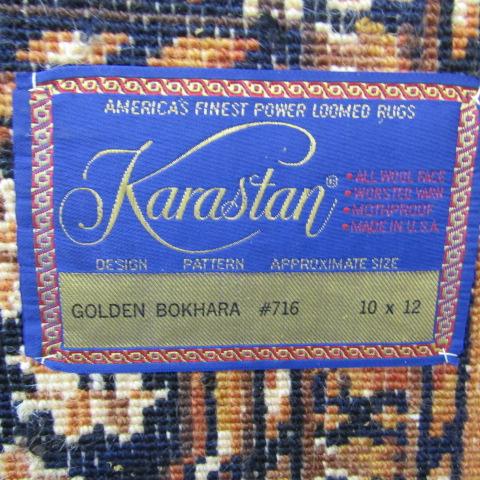 AMERICA'S FINEST POWER LOOMED RUGS
Karastan®
• ALL WOOL FACE
• WORSTED YARN
• MOTHPROOF
• MADE IN U.S.A.
DESIGN PATTERN APPROXIMATE SIZE
GOLDEN BOKHARA #716 10 x 12